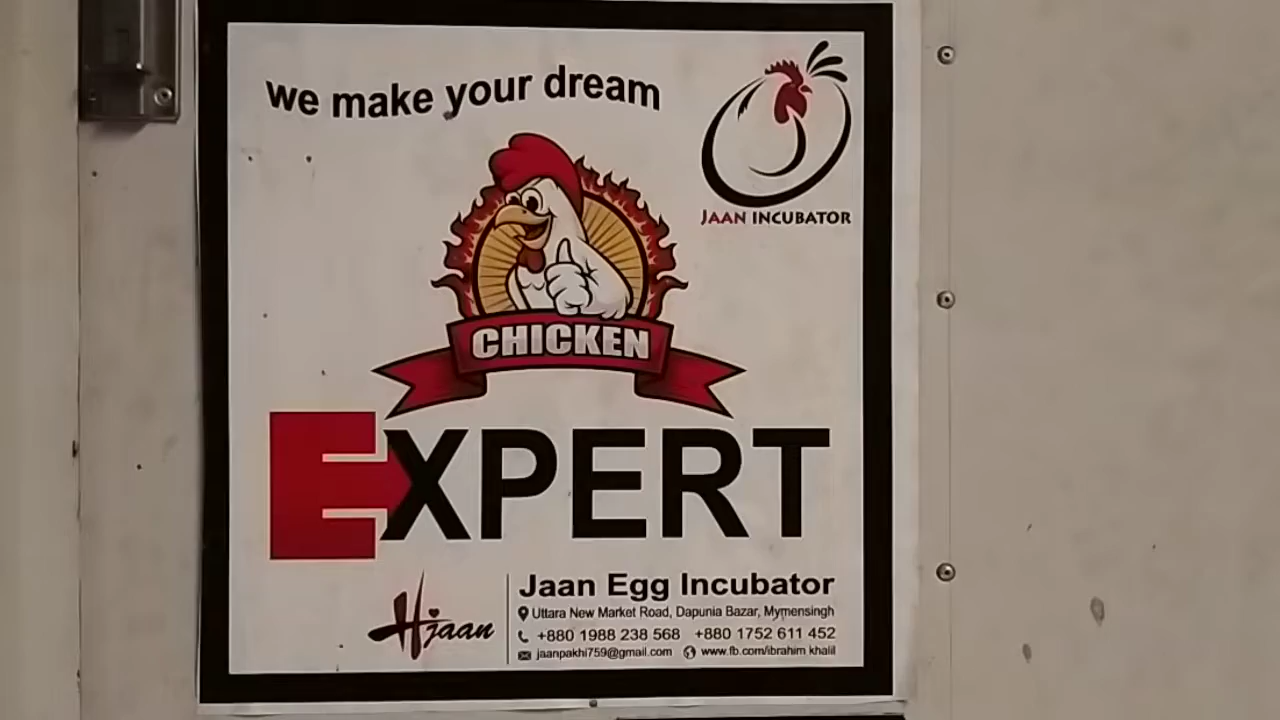 we make your dream
JAAN INCUBATOR
CHICKEN
EXPERT
Hjaan
Jaan Egg Incubator
Uttara New Market Road, Dapunia Bazar, Mymensingh
+880 1988 238 568 +880 1752 611 452
jaanpakhi759@gmail.com www.fb.com/ibrahim khalil